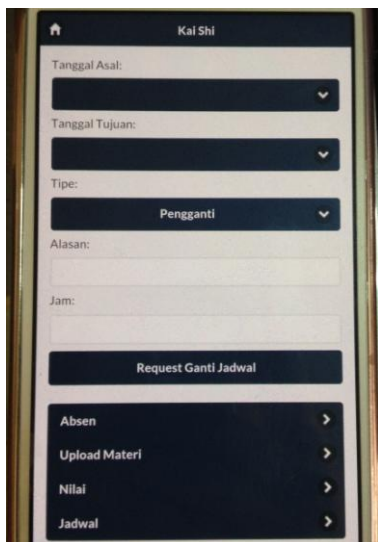 Kai Shi
Tanggal Asal:
Tanggal Tujuan:
Tipe:
Pengganti
Alasan:
Jam:
Request Ganti Jadwal
Absen
Upload Materi
Nilai
Jadwal